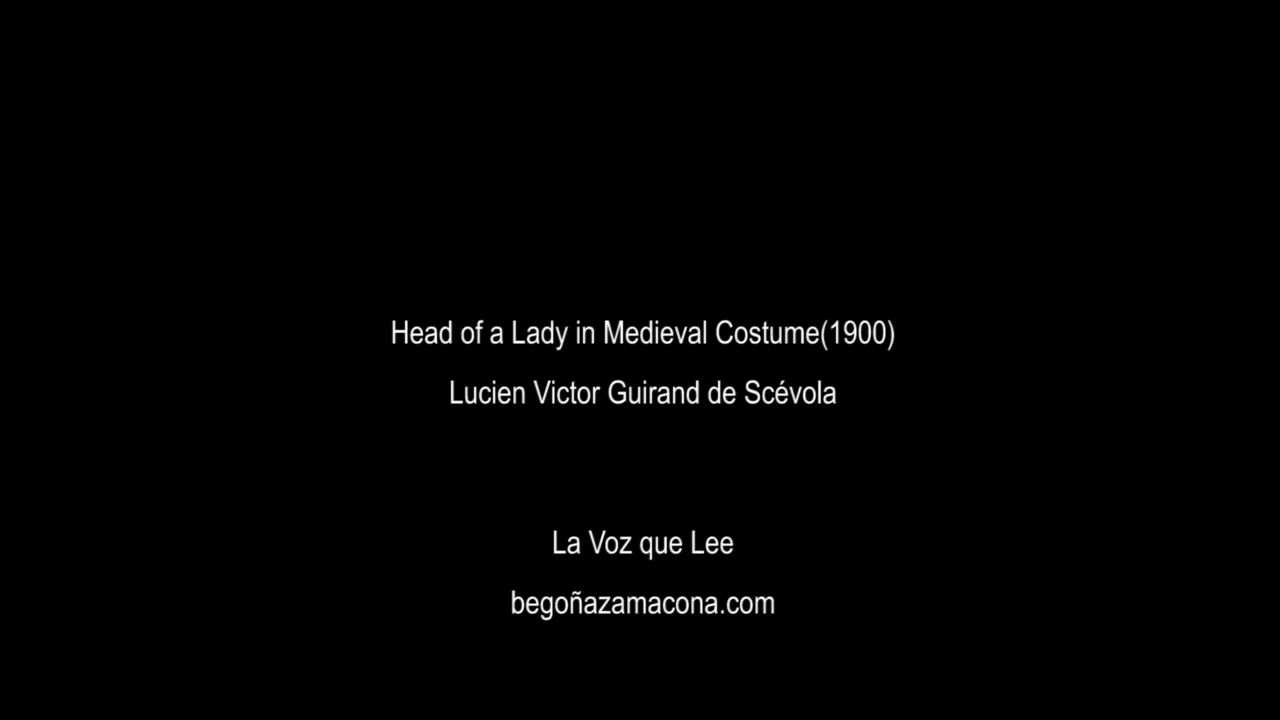 Head of a Lady in Medieval Costume(1900)
Lucien Victor Guirand de Scévola
La Voz que Lee
begoñazamacona.com